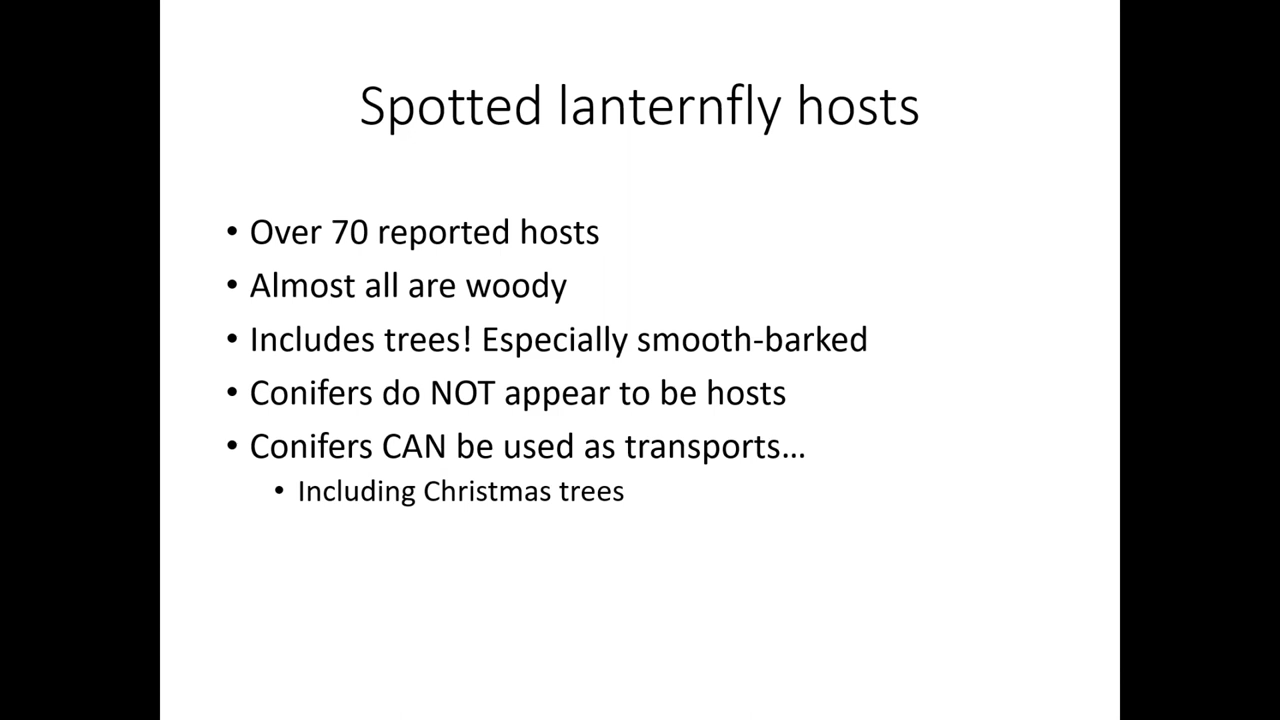 Spotted lanternfly hosts
• Over 70 reported hosts
• Almost all are woody
• Includes trees! Especially smooth-barked
• Conifers do NOT appear to be hosts
• Conifers CAN be used as transports…
• Including Christmas trees